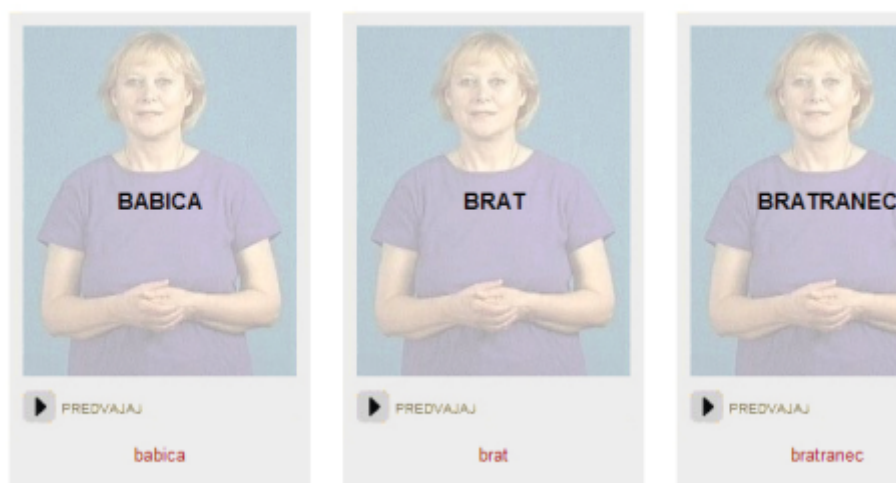 BABICA
BRAT
BRATRANEC
PREDVAJAJ
PREDVAJAJ
PREDVAJAJ
babica
brat
bratranec